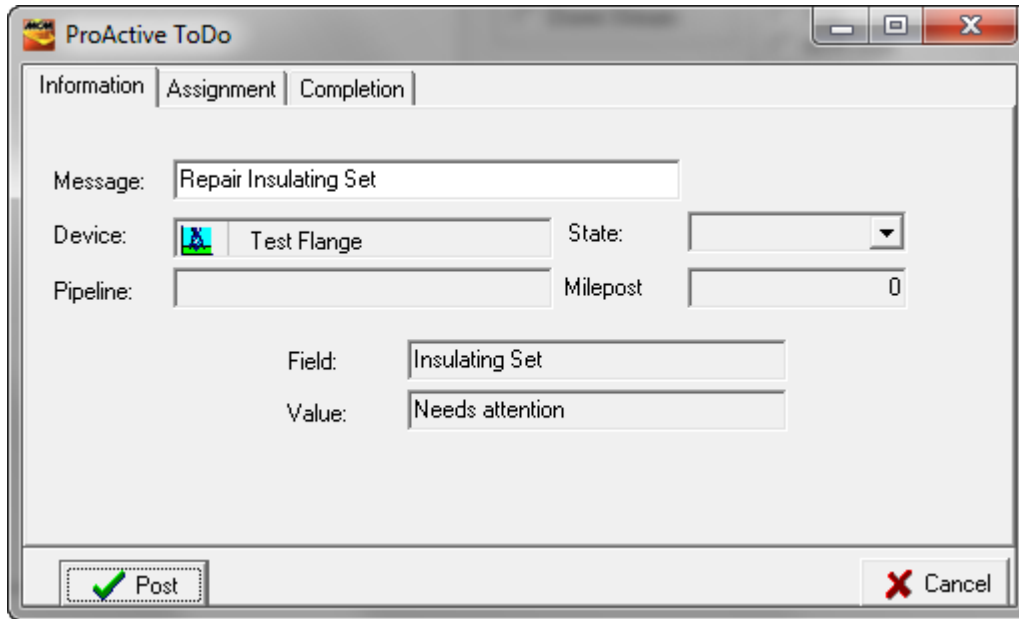 MCM ProActive ToDo
Information Assignment Completion
Message: Repair Insulating Set
Device: Test Flange State:
Pipeline: Milepost 0
Field: Insulating Set
Value: Needs attention
Post Cancel